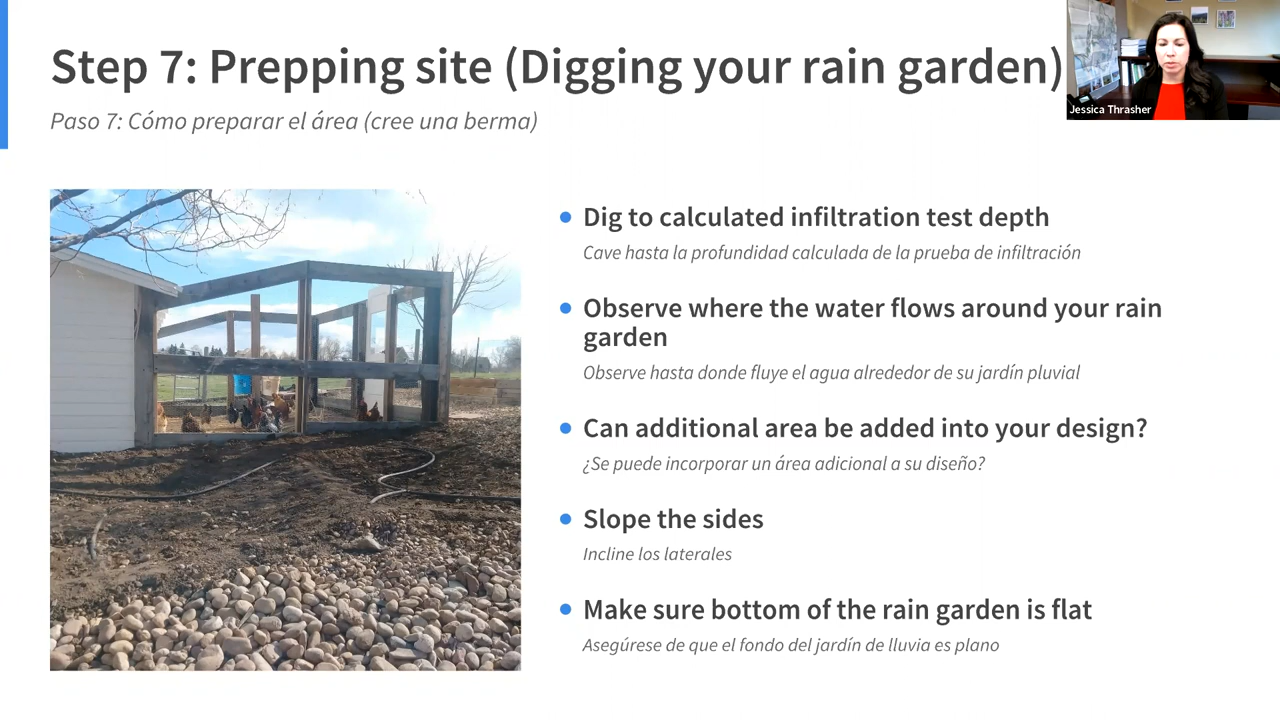 Step 7: Prepping site (Digging your rain garden)
Paso 7: Cómo preparar el área (cree una berma)
Jessica Thrasher
Dig to calculated infiltration test depth
Cave hasta la profundidad calculada de la prueba de infiltración
Observe where the water flows around your rain
garden
Observe hasta donde fluye el agua alrededor de su jardín pluvial
Can additional area be added into your design?
¿Se puede incorporar un área adicional a su diseño?
Slope the sides
Incline los laterales
Make sure bottom of the rain garden is flat
Asegúrese de que el fondo del jardín de lluvia es plano